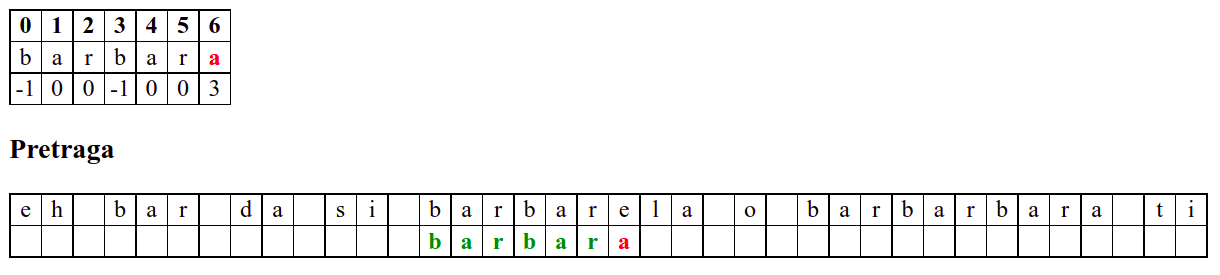 0 1 2 3 4 5 6
b a r b a r a
-1 0 0 -1 0 0 3
Pretraga
e h   b a r   d a   s i   b a r b a r e l a   o   b a r b a r b a r a   t i
b a r b a r a